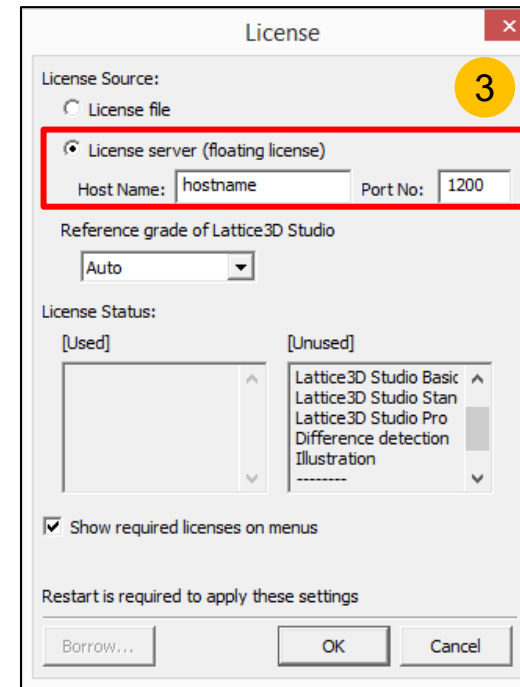 License
3
License Source:
License file
License server (floating license)
Host Name: hostname Port No: 1200
Reference grade of Lattice3D Studio
Auto
License Status:
[Used] [Unused]
Lattice3D Studio Basic
Lattice3D Studio Stan
Lattice3D Studio Pro
Difference detection
Illustration
--------
Show required licenses on menus
Restart is required to apply these settings
Borrow... OK Cancel